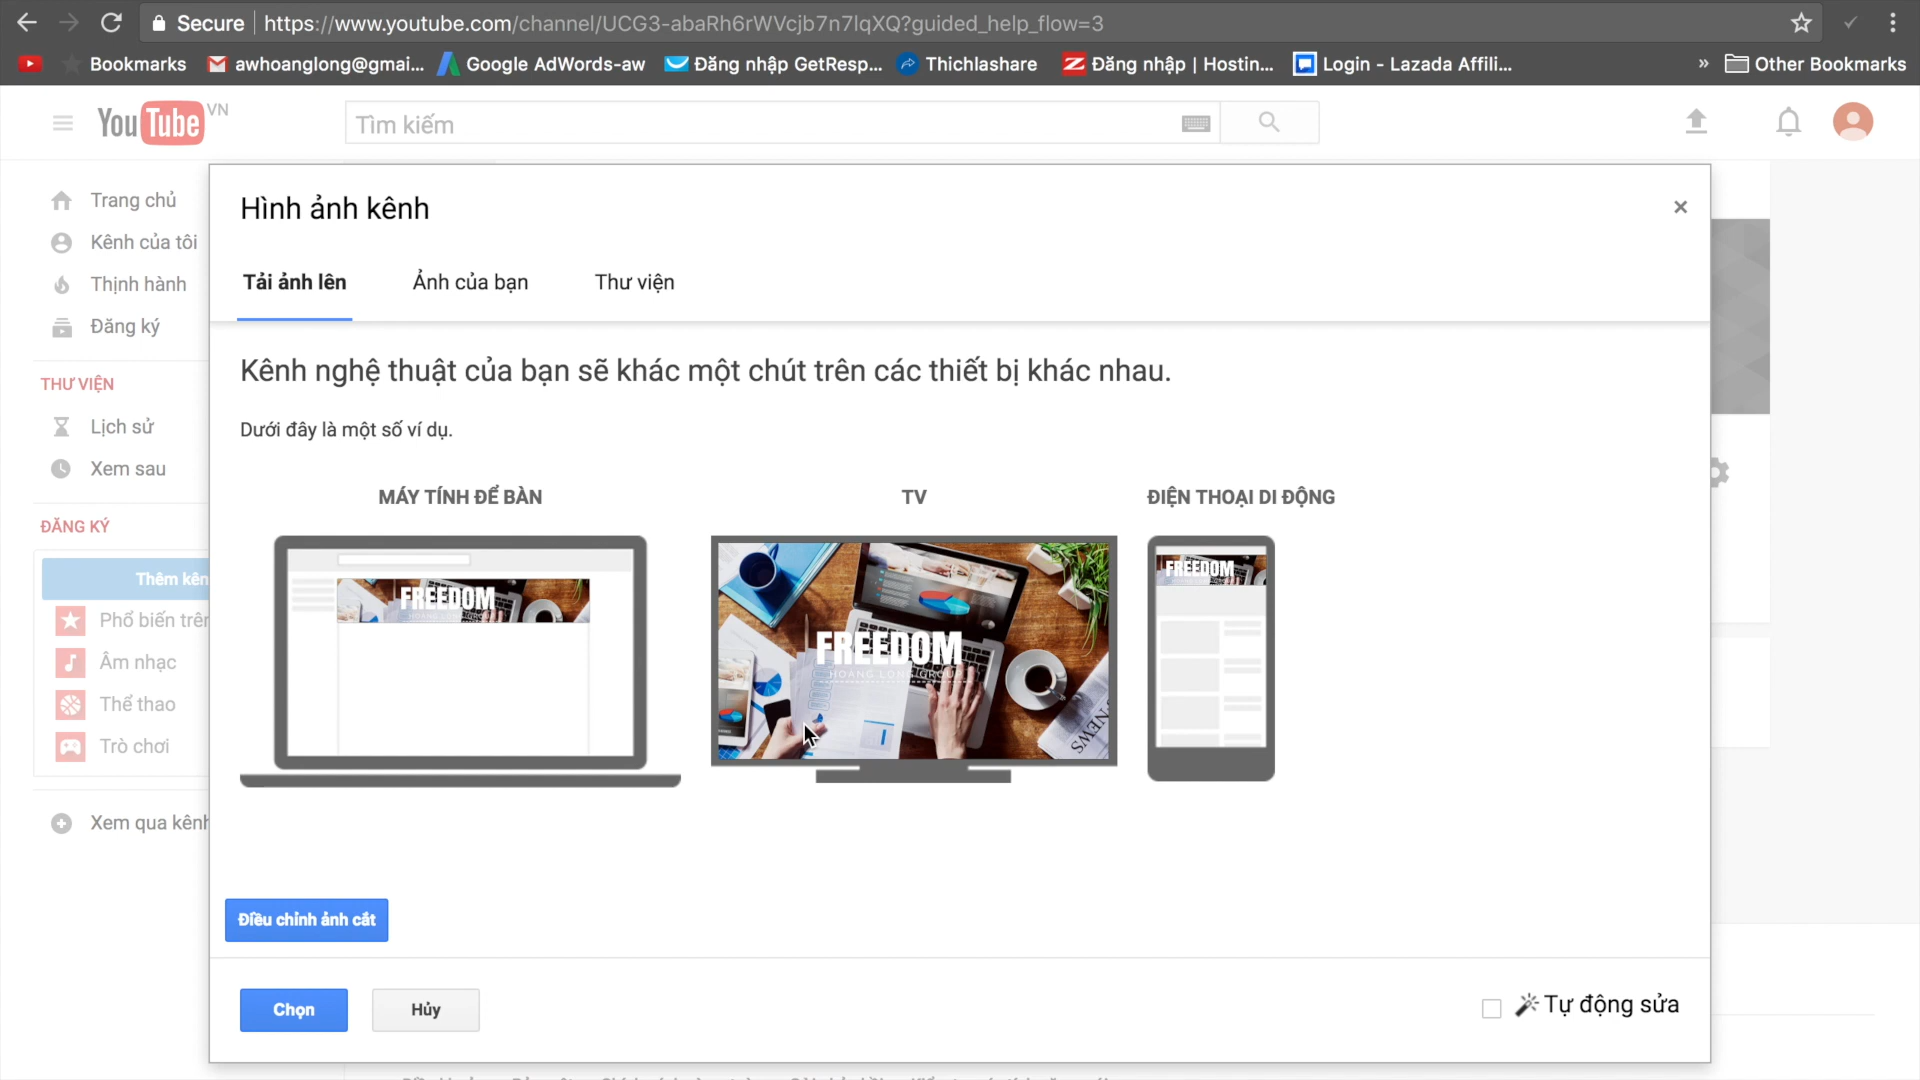 Secure https://www.youtube.com/channel/UCG3-abaRh6rWVcjb7n7lqXQ?guided_help_flow=3
Bookmarks awhoanglong@gmai... Google AdWords-aw Đăng nhập GetResp... Thichlashare Đăng nhập | Hostin... Login - Lazada Affili... » Other Bookmarks
YouTube VN
Tìm kiếm
Trang chủ
Kênh của tôi
Thịnh hành
Đăng ký
THƯ VIỆN
Lịch sử
Xem sau
ĐĂNG KÝ
Thêm kên
Phổ biến trên
Âm nhạc
Thể thao
Trò chơi
Xem qua kênh
Hình ảnh kênh
×
Tải ảnh lên Ảnh của bạn Thư viện
Kênh nghệ thuật của bạn sẽ khác một chút trên các thiết bị khác nhau.
Dưới đây là một số ví dụ.
MÁY TÍNH ĐỂ BÀN TV ĐIỆN THOẠI DI ĐỘNG
FREEDOM
FREEDOM
HOANG LONG GROUP
NEWS
FREEDOM
Điều chỉnh ảnh cắt
Chọn Hủy
Tự động sửa